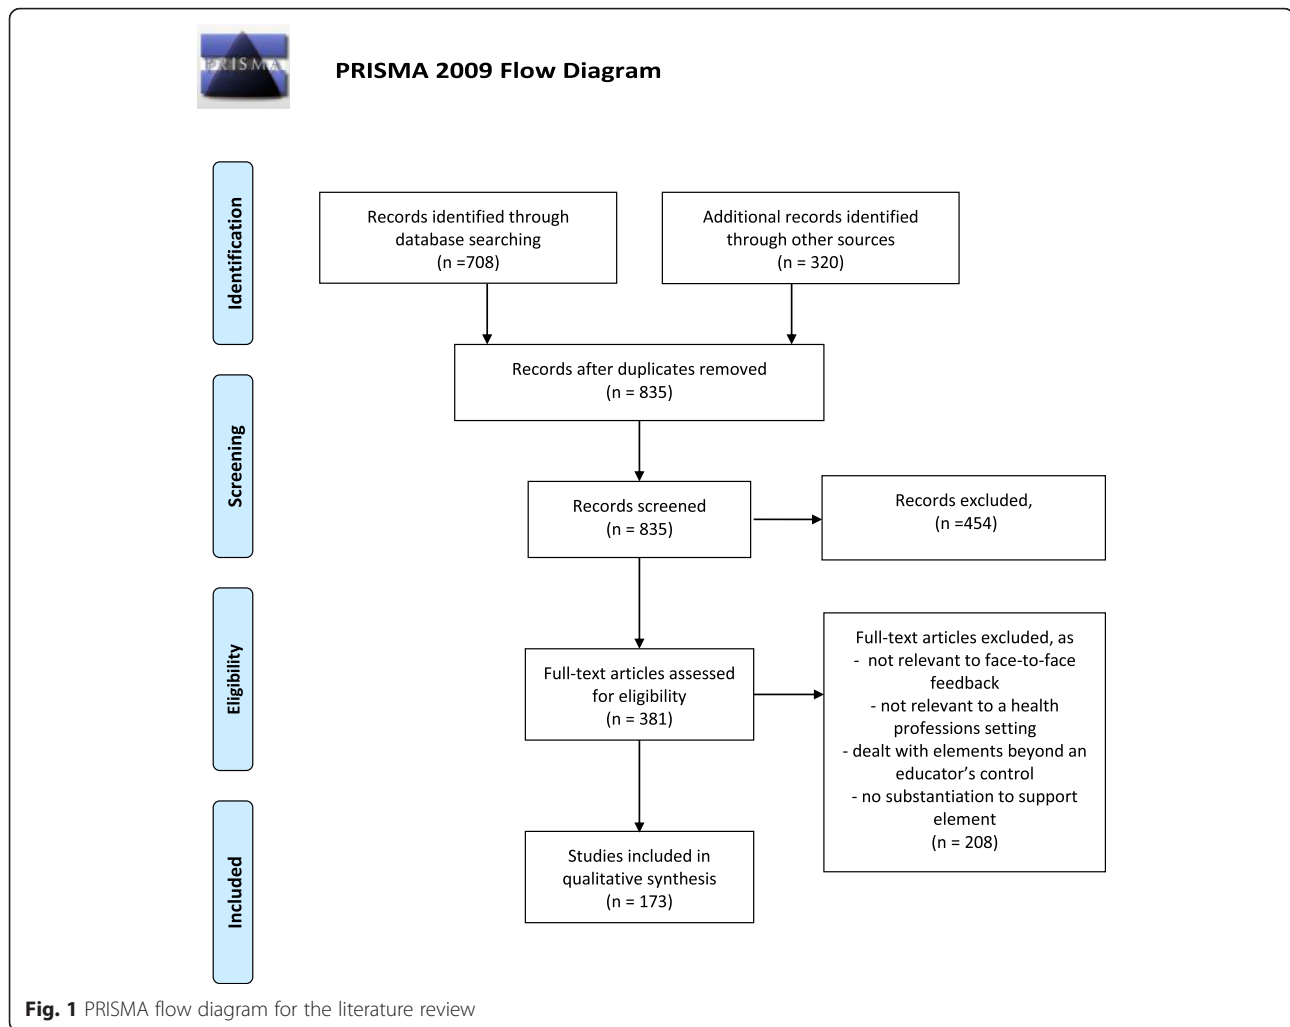 PRISMA
PRISMA 2009 Flow Diagram
Identification
Records identified through
database searching
(n =708)
Additional records identified
through other sources
(n = 320)
Records after duplicates removed
(n = 835)
Screening
Records screened
(n = 835)
Records excluded,
(n =454)
Eligibility
Full-text articles assessed
for eligibility
(n = 381)
Full-text articles excluded, as
- not relevant to face-to-face
feedback
- not relevant to a health
professions setting
- dealt with elements beyond an
educator’s control
- no substantiation to support
element
(n = 208)
Included
Studies included in
qualitative synthesis
(n = 173)
Fig. 1 PRISMA flow diagram for the literature review